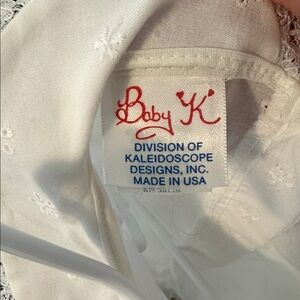 Baby K
DIVISION OF
KALEIDOSCOPE
DESIGNS, INC.
MADE IN USA